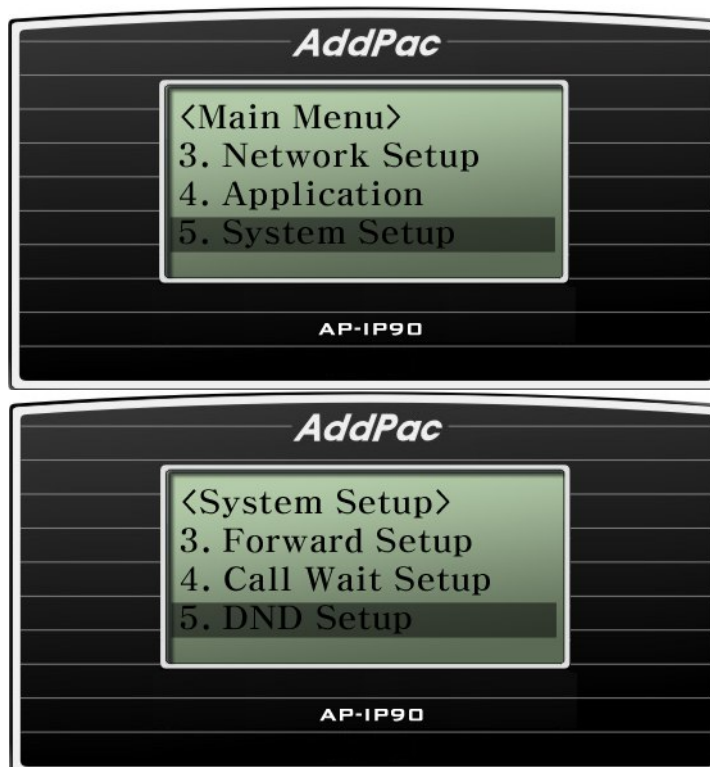 AddPac
<Main Menu>
3. Network Setup
4. Application
5. System Setup
AP-IP90
AddPac
<System Setup>
3. Forward Setup
4. Call Wait Setup
5. DND Setup
AP-IP90